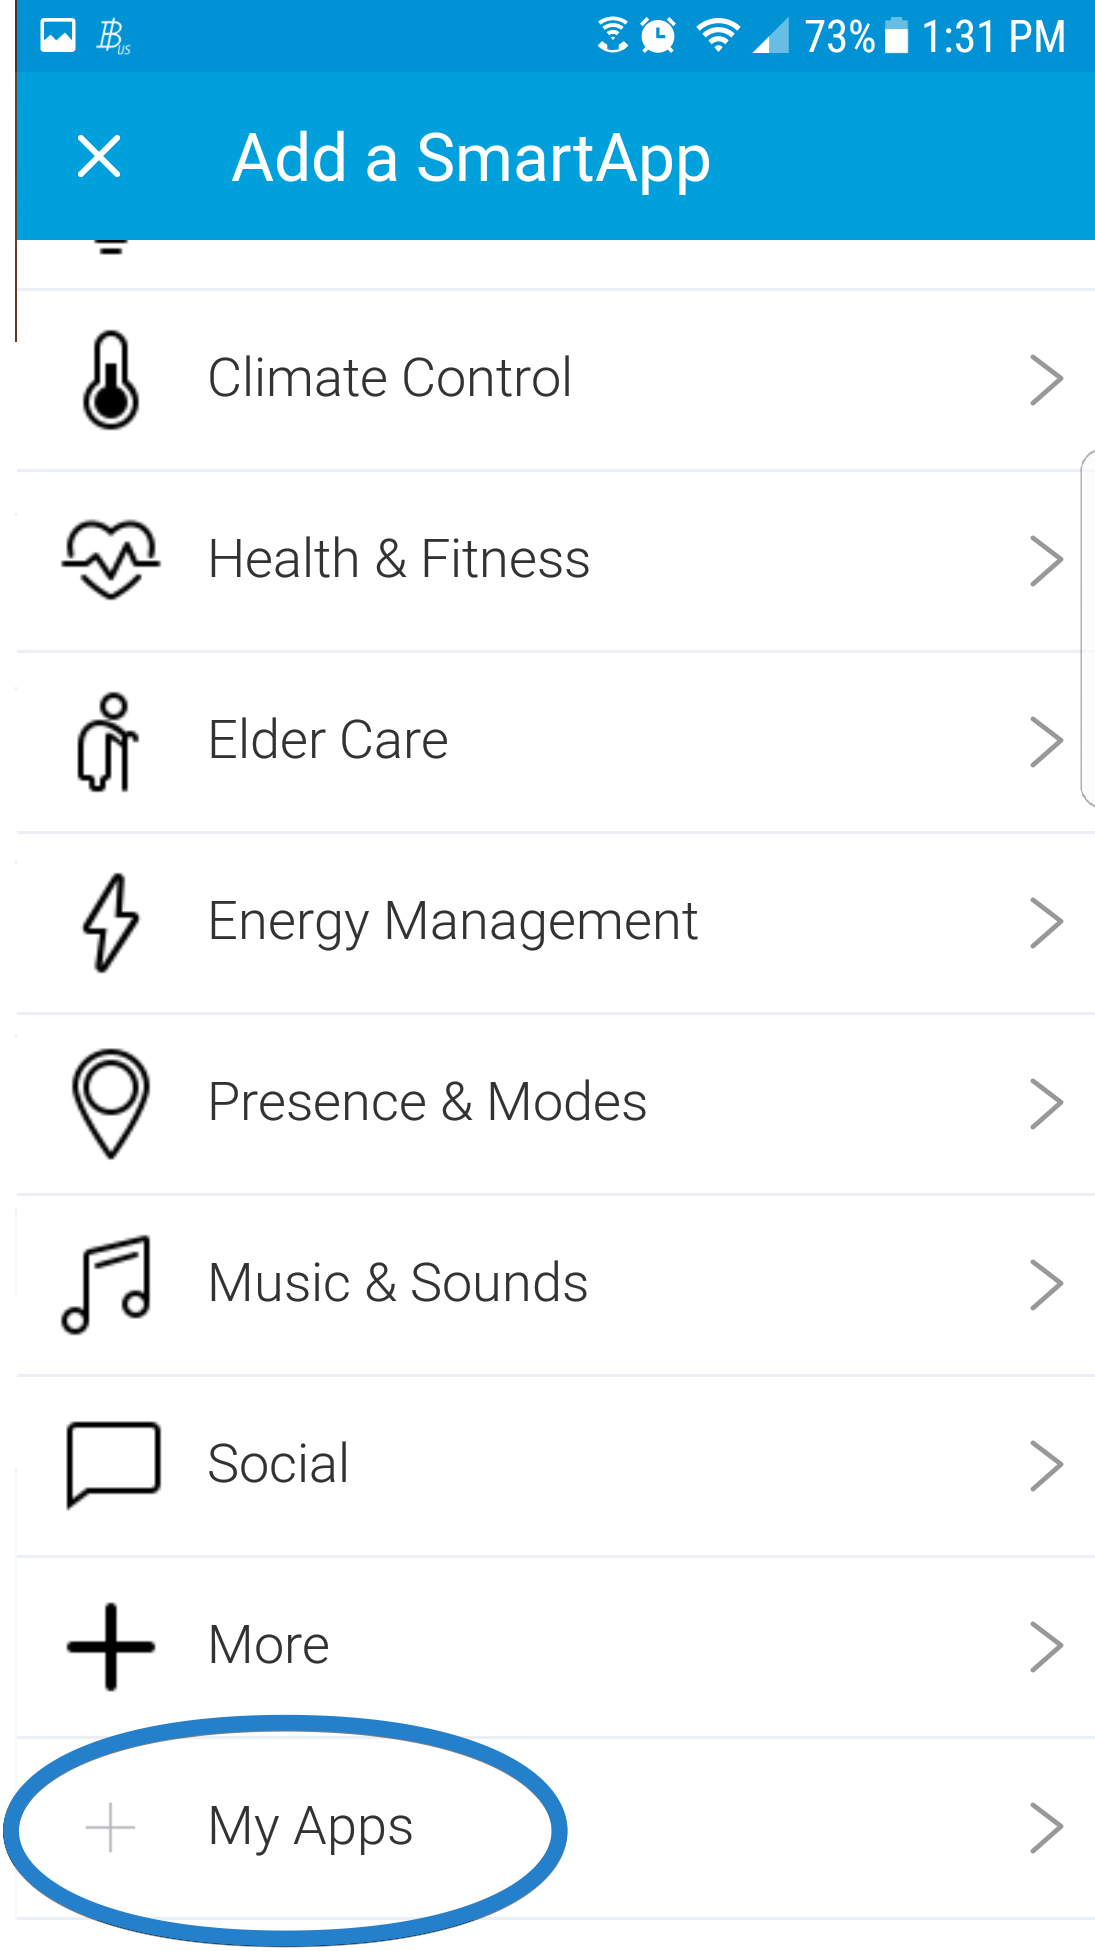 73% 1:31 PM
Add a SmartApp
Climate Control
Health & Fitness
Elder Care
Energy Management
Presence & Modes
Music & Sounds
Social
More
My Apps